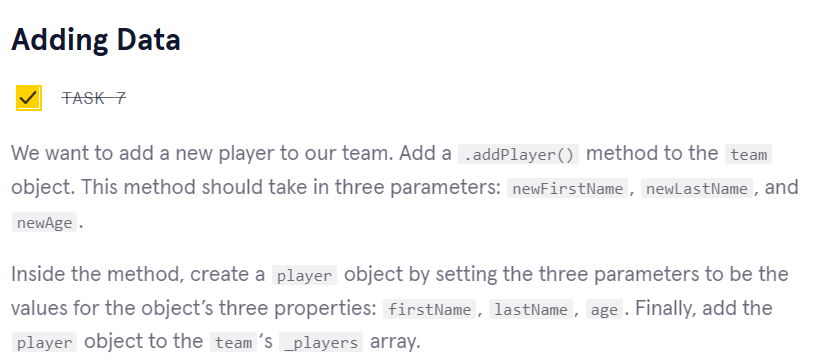 Adding Data
TASK 7
We want to add a new player to our team. Add a .addPlayer() method to the team
object. This method should take in three parameters: newFirstName, newLastName, and
newAge.
Inside the method, create a player object by setting the three parameters to be the
values for the object’s three properties: firstName, lastName, age. Finally, add the
player object to the team‘s _players array.